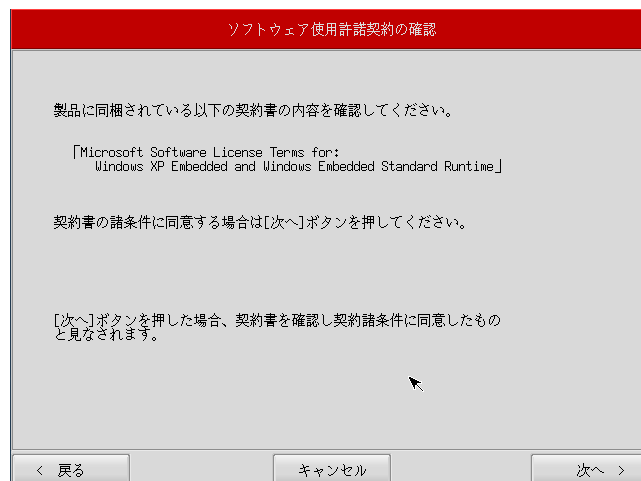 ソフトウェア使用許諾契約の確認
製品に同梱されている以下の契約書の内容を確認してください。
「Microsoft Software License Terms for:
Windows XP Embedded and Windows Embedded Standard Runtime」
契約書の諸条件に同意する場合は[次へ]ボタンを押してください。
[次へ]ボタンを押した場合、契約書を確認し契約諸条件に同意したもの
と見なされます。
< 戻る
キャンセル
次へ >